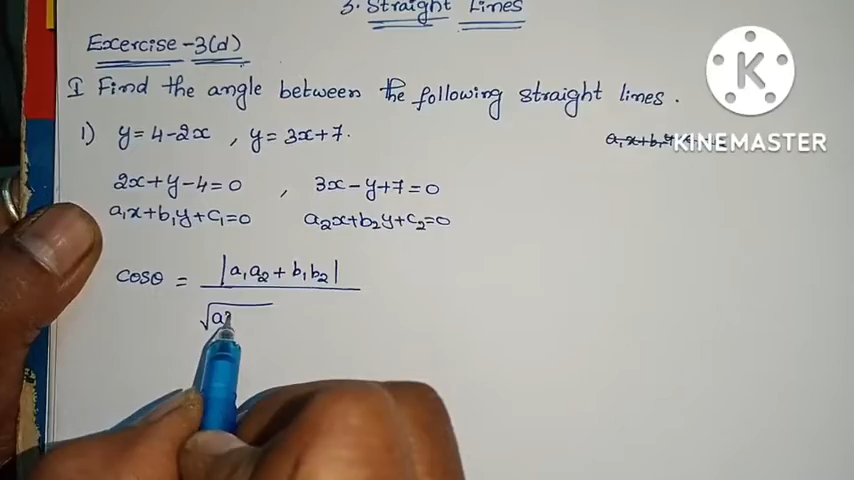 3. Straight Lines
Exercise-3(d)
I Find the angle between the following straight lines.
1) y=4-2x , y=3x+7.
2x+y-4=0 , 3x-y+7=0
a₁x+b₁y+c₁=0 a₂x+b₂y+c₂=0
cosθ = |a₁a₂+b₁b₂|
√a
K
KINEMASTER